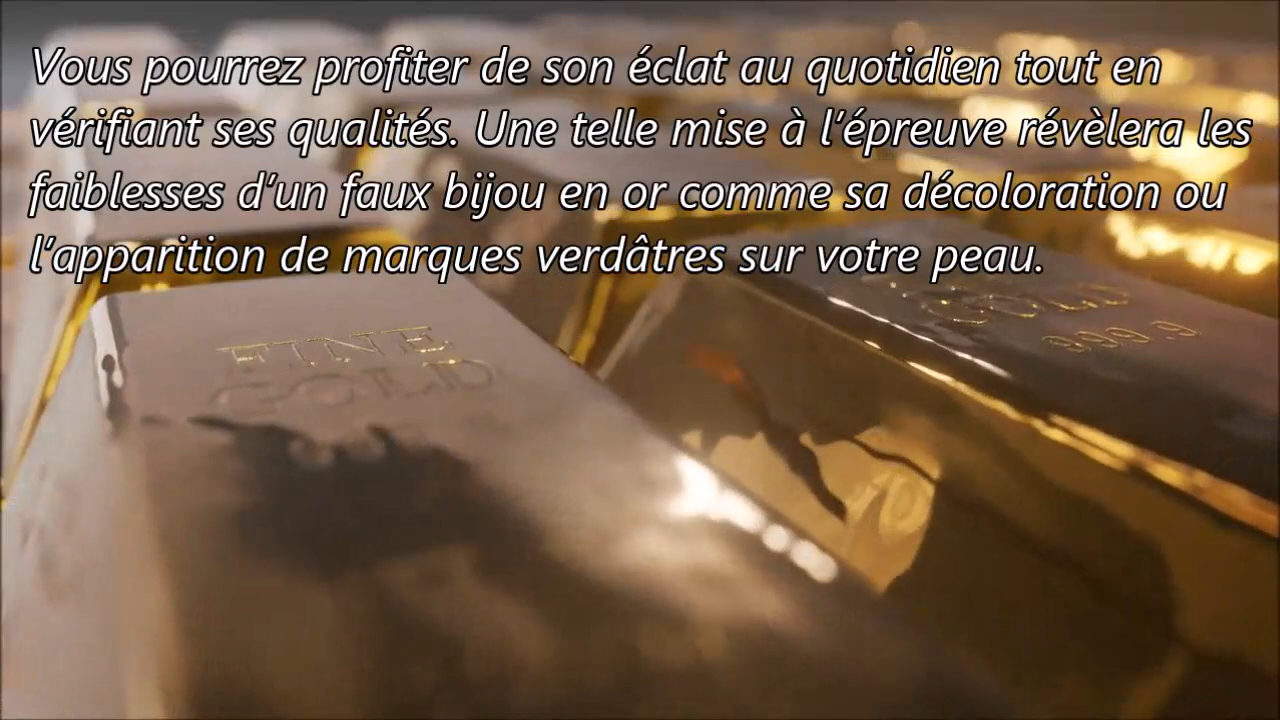 Vous pourrez profiter de son éclat au quotidien tout en
vérifiant ses qualités. Une telle mise à l’épreuve révèlera les
faiblesses d’un faux bijou en or comme sa décoloration ou
l’apparition de marques verdâtres sur votre peau.
FINE
GOLD
GOLD
999.9